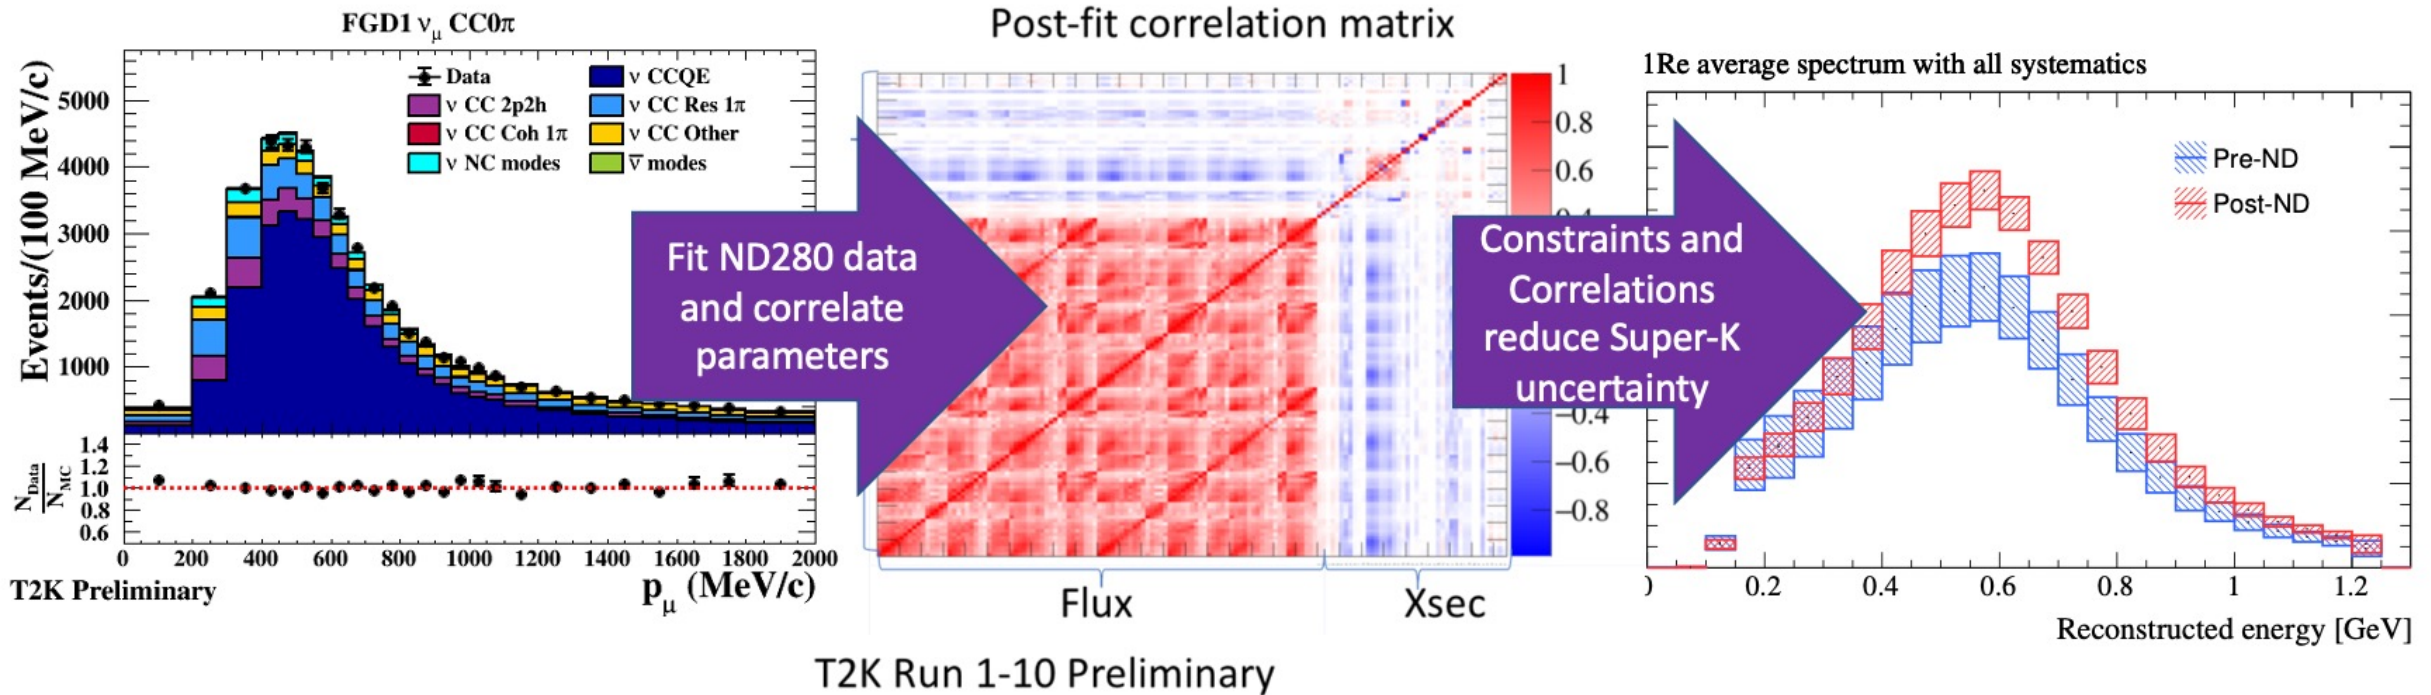 FGD1 νμ CC0π
Events/(100 MeV/c)
5000
4000
3000
2000
1000
Data
ν CCQE
ν CC 2p2h
ν CC Res 1π
ν CC Coh 1π
ν CC Other
ν NC modes
ν̄ modes
N_Data
N_MC
1.4
1.2
1.0
0.8
0.6
0 200 400 600 800 1000 1200 1400 1600 1800 2000
T2K Preliminary
pμ (MeV/c)
Fit ND280 data
and correlate
parameters
Post-fit correlation matrix
1
0.8
0.6
0.4
−0.4
−0.6
−0.8
Flux
Xsec
T2K Run 1-10 Preliminary
Constraints and
Correlations
reduce Super-K
uncertainty
1Re average spectrum with all systematics
Pre-ND
Post-ND
0 0.2 0.4 0.6 0.8 1 1.2
Reconstructed energy [GeV]